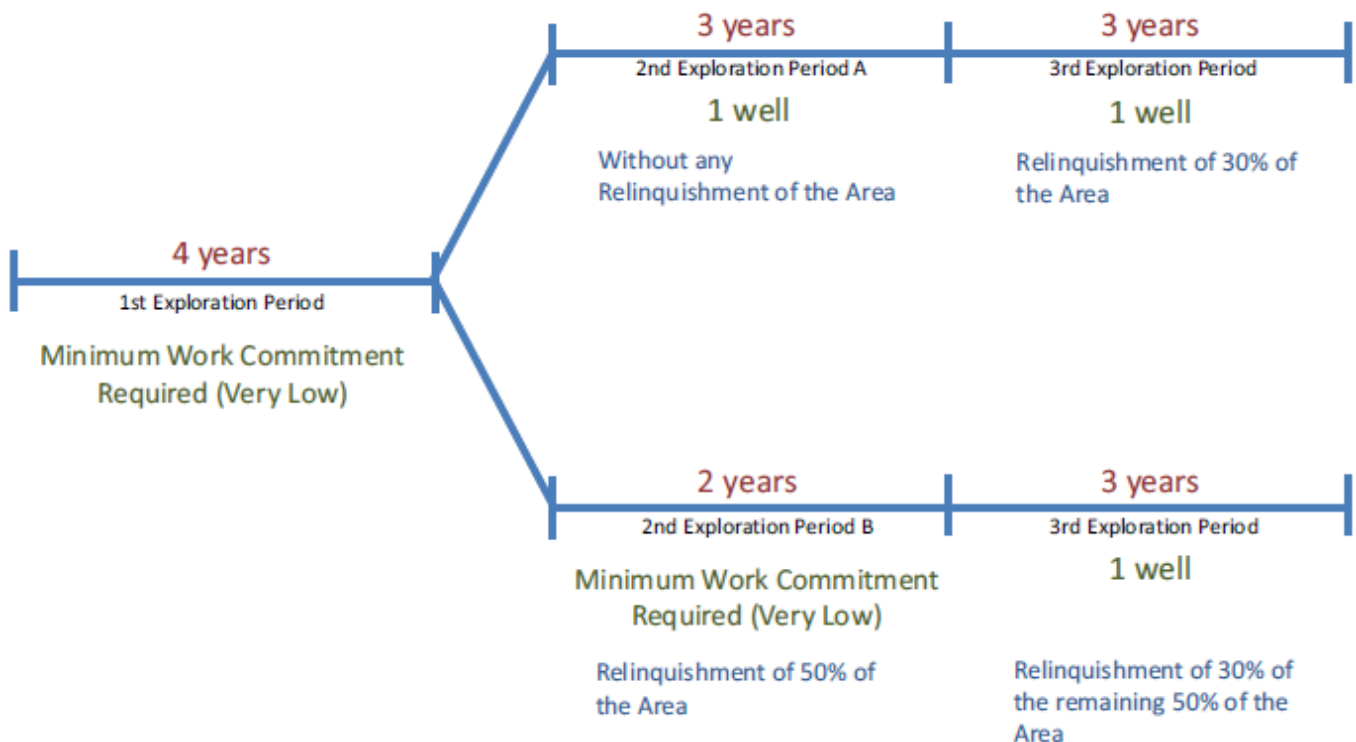 3 years
2nd Exploration Period A
1 well
Without any
Relinquishment of the Area
3 years
3rd Exploration Period
1 well
Relinquishment of 30% of
the Area
4 years
1st Exploration Period
Minimum Work Commitment
Required (Very Low)
2 years
2nd Exploration Period B
Minimum Work Commitment
Required (Very Low)
Relinquishment of 50% of
the Area
3 years
3rd Exploration Period
1 well
Relinquishment of 30% of
the remaining 50% of the
Area